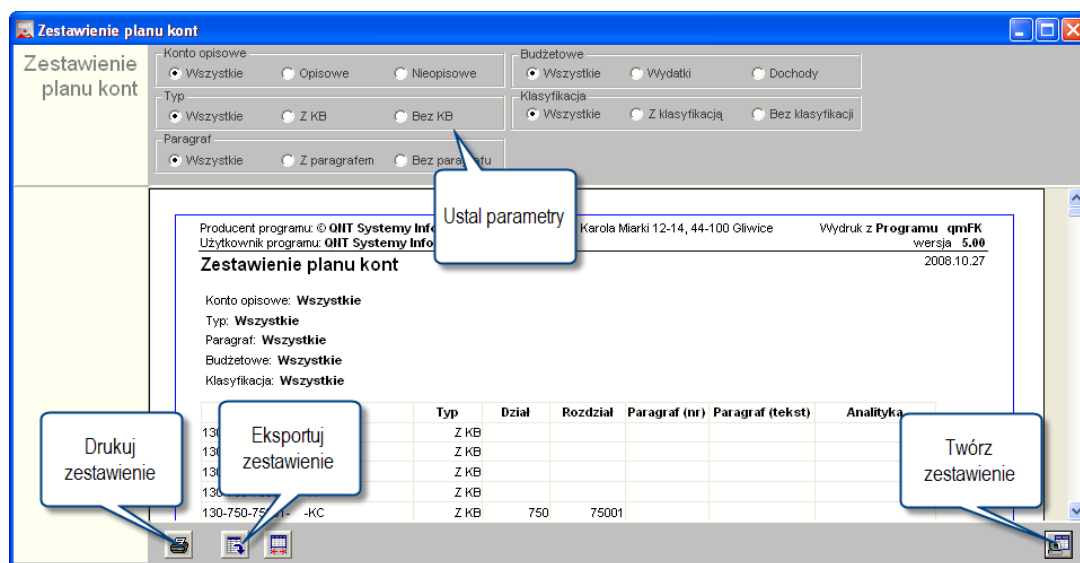 Zestawienie planu kont
Zestawienie
planu kont
Konto opisowe
Wszystkie Opisowe Nieopisowe
Typ
Wszystkie Z KB Bez KB
Paragraf
Wszystkie Z paragrafem Bez paragrafu
Budżetowe
Wszystkie Wydatki Dochody
Klasyfikacja
Wszystkie Z klasyfikacją Bez klasyfikacji
Ustal parametry
Producent programu: © QNT Systemy Karola Miarki 12-14, 44-100 Gliwice Wydruk z Programu qmFK
Użytkownik programu: QNT Systemy wersja 5.00
Zestawienie planu kont 2008.10.27
Konto opisowe: Wszystkie
Typ: Wszystkie
Paragraf: Wszystkie
Budżetowe: Wszystkie
Klasyfikacja: Wszystkie
Typ Dział Rozdział Paragraf (nr) Paragraf (tekst) Analityka
Z KB
Z KB
Z KB
Z KB
-KC Z KB 750 75001
Drukuj
zestawienie
Eksportuj
zestawienie
Twórz
zestawienie